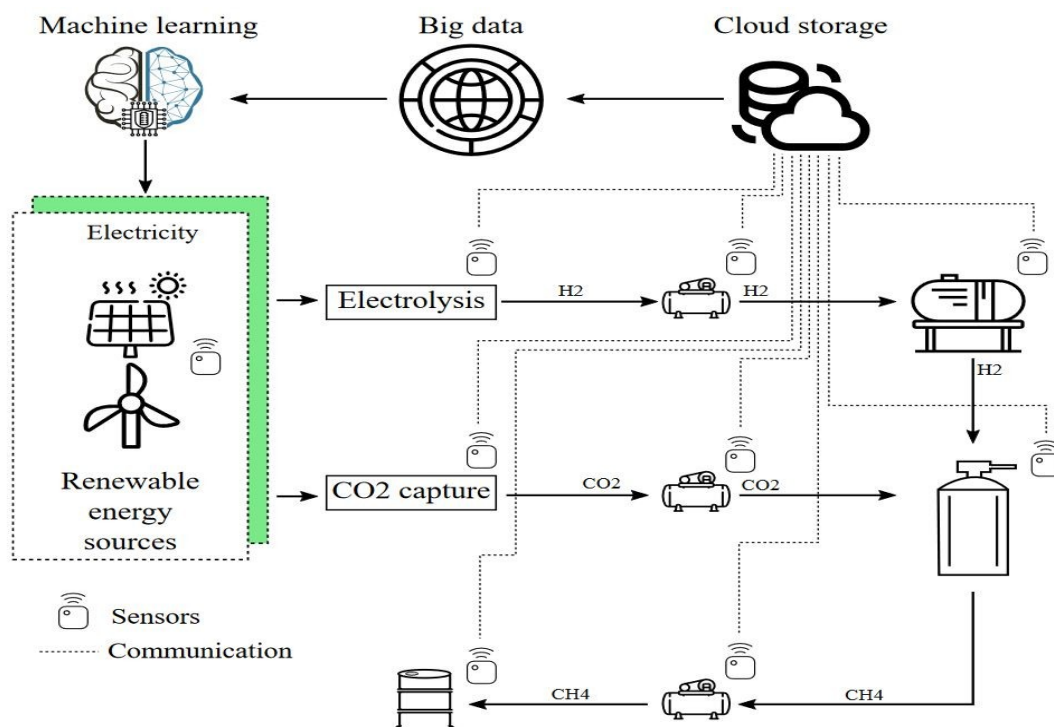 Machine learning
Big data
Cloud storage
Electricity
Electrolysis
H2
H2
H2
Renewable
energy
sources
CO2 capture
CO2
CO2
Sensors
Communication
CH4
CH4